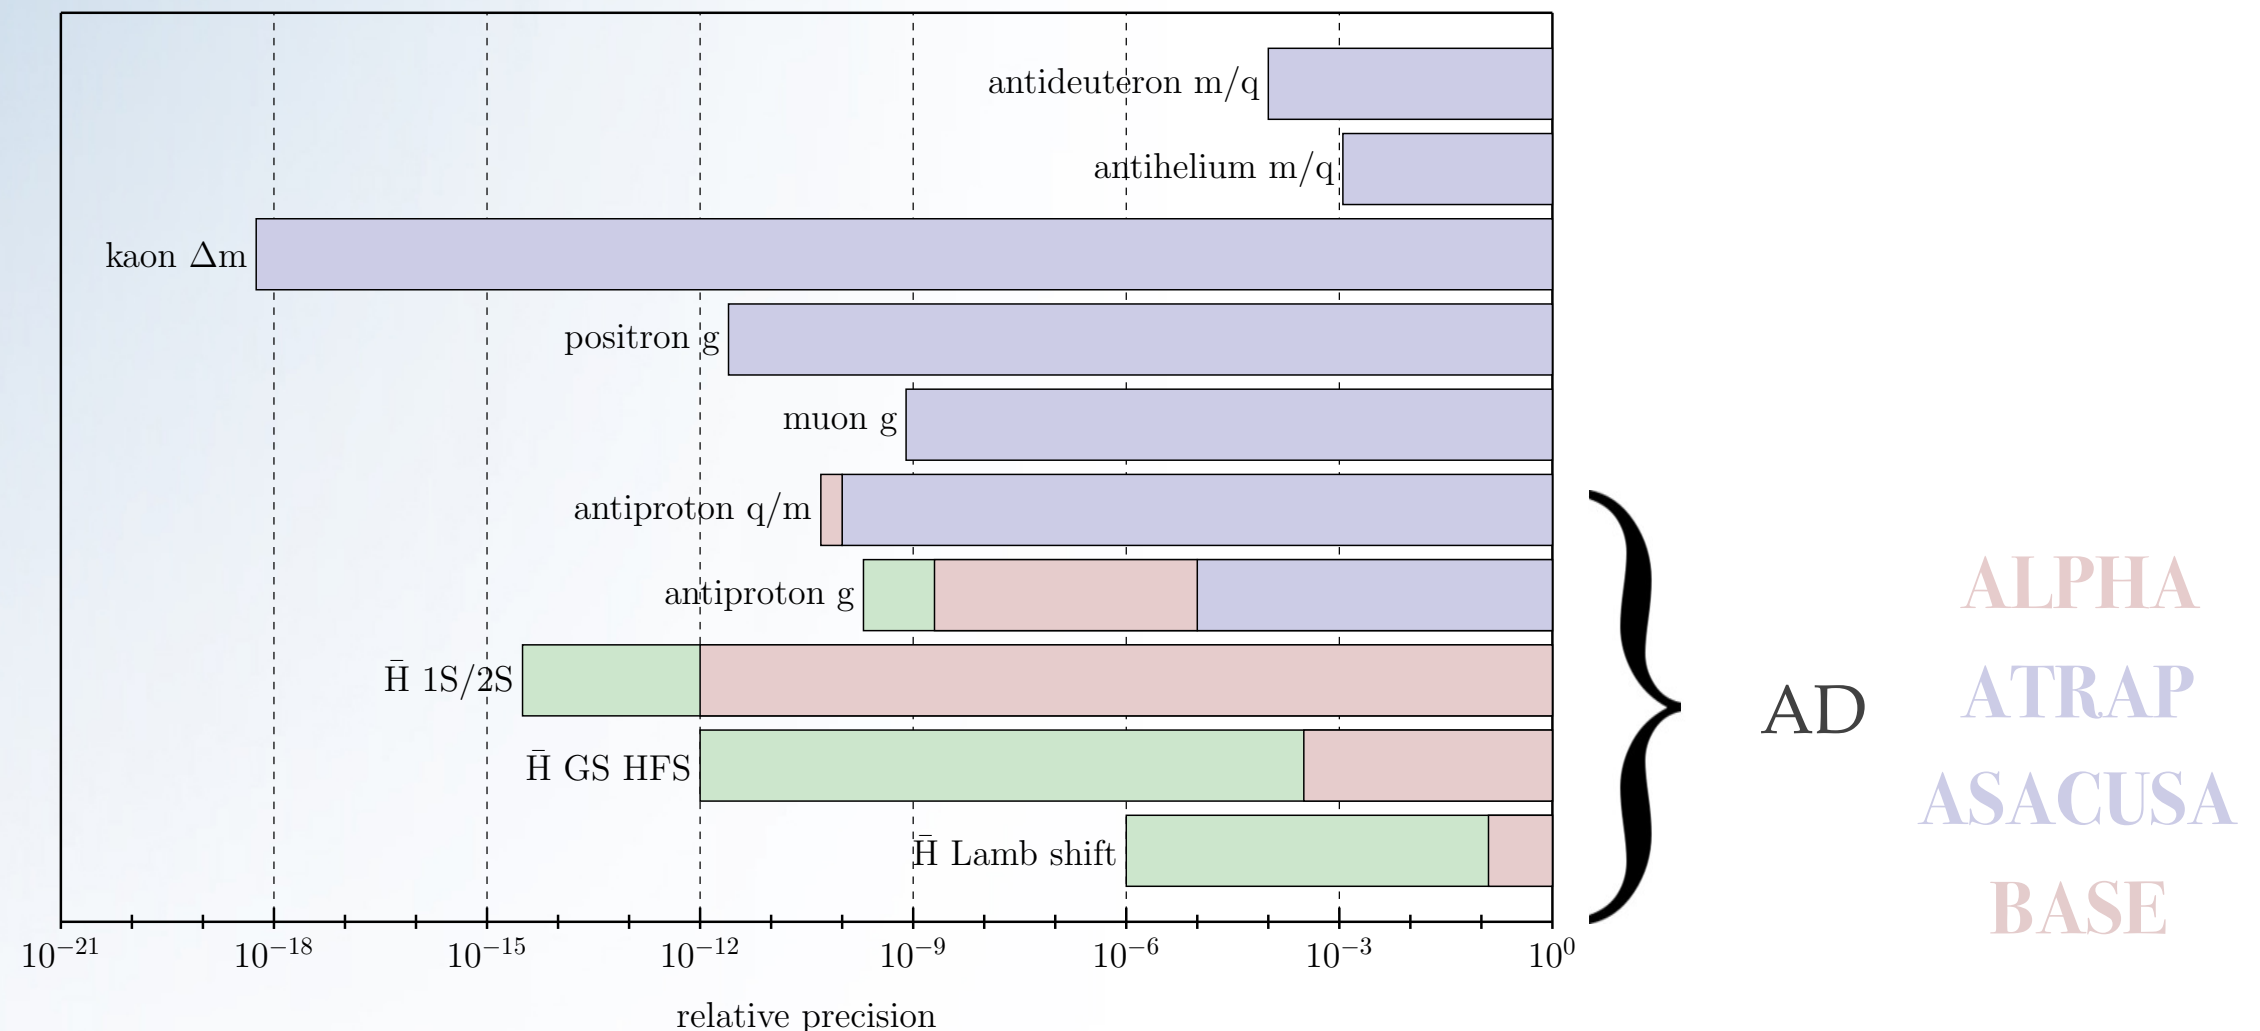 antideuteron m/q
antihelium m/q
kaon Δm
positron g
muon g
antiproton q/m
antiproton g
H̄ 1S/2S
H̄ GS HFS
H̄ Lamb shift
10⁻²¹ 10⁻¹⁸ 10⁻¹⁵ 10⁻¹² 10⁻⁹ 10⁻⁶ 10⁻³ 10⁰
relative precision
AD
ALPHA
ATRAP
ASACUSA
BASE